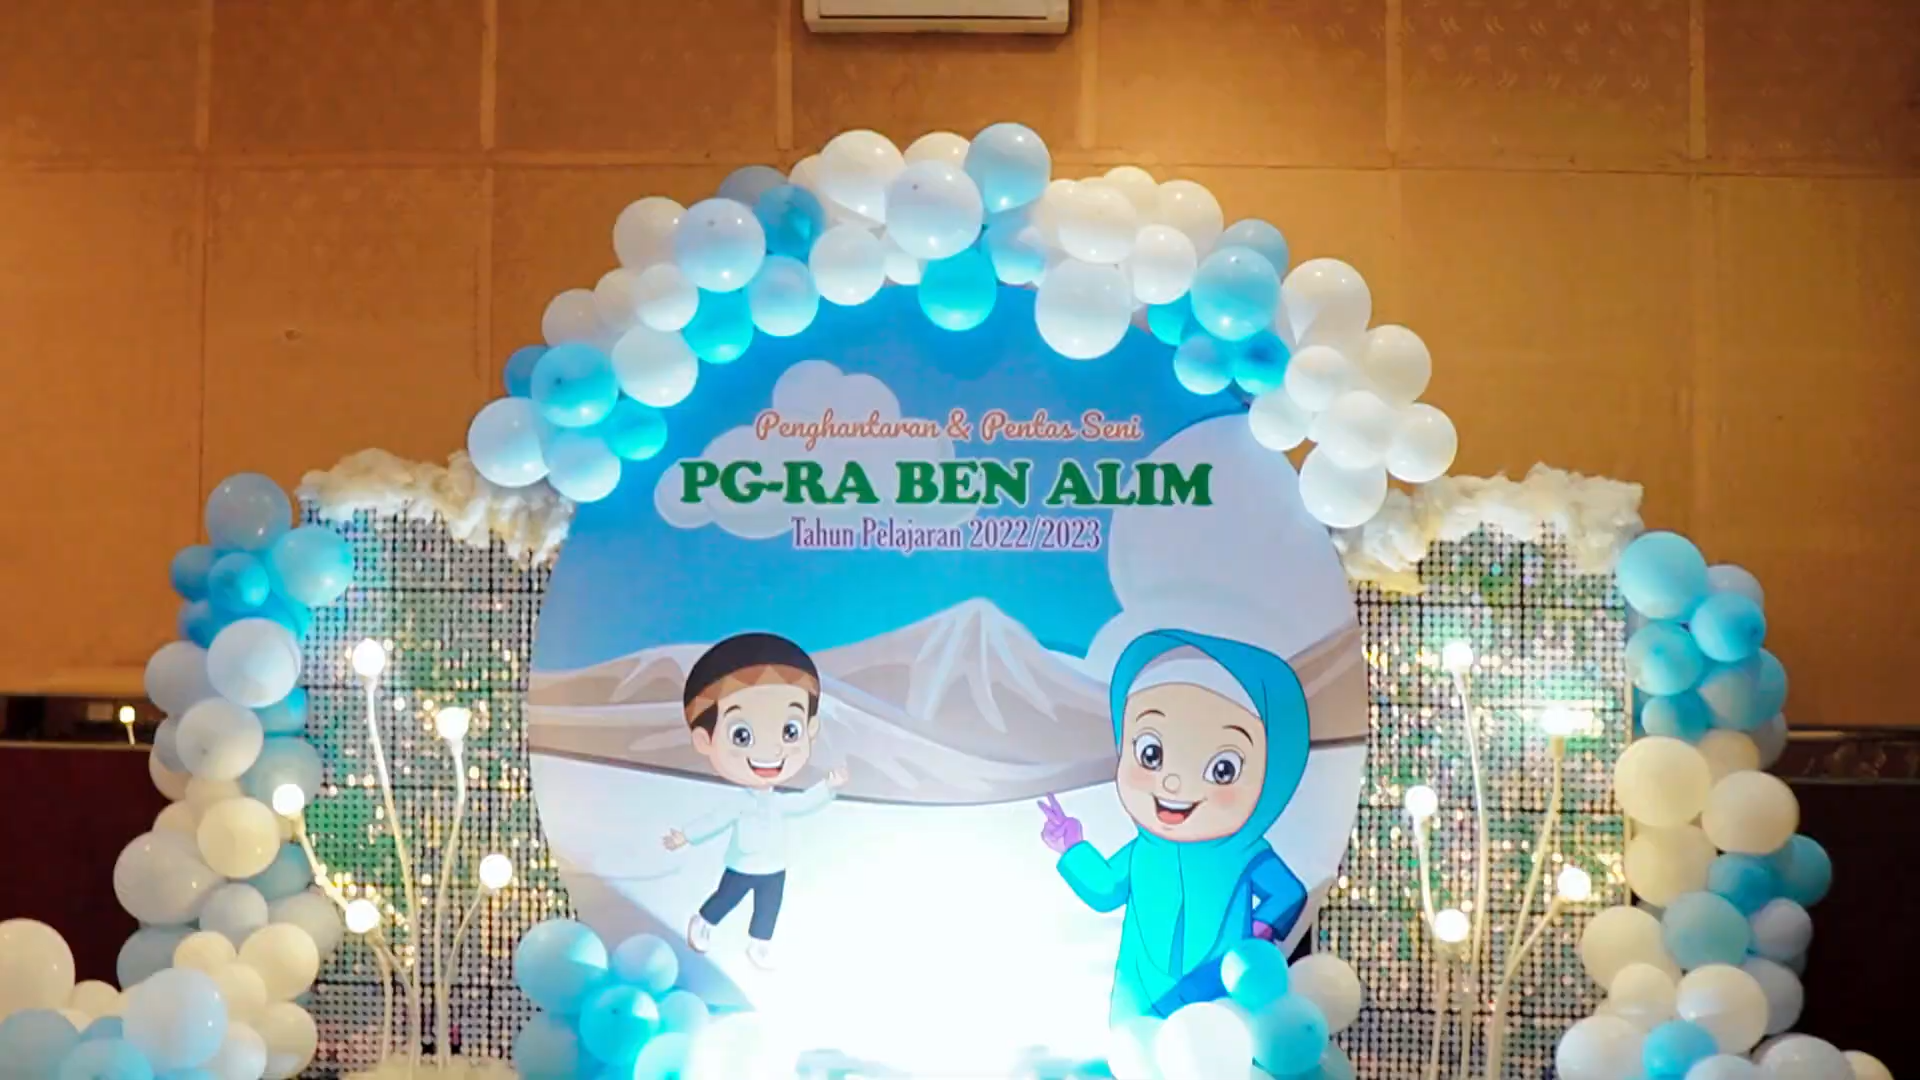 Penghantaran & Pentas Seni
PG-RA BEN ALIM
Tahun Pelajaran 2022/2023